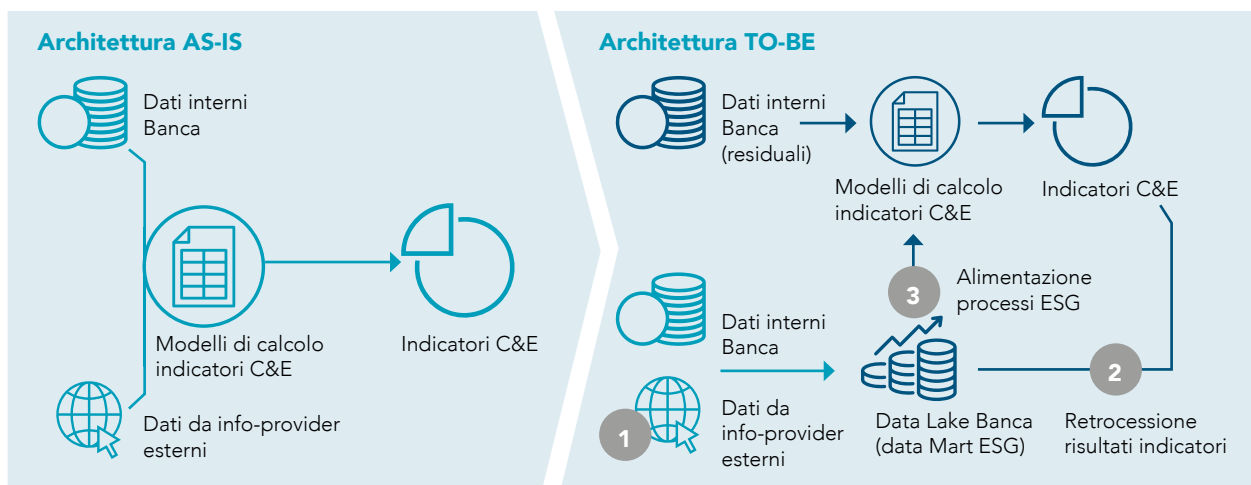 Architettura AS-IS
Dati interni
Banca
Modelli di calcolo
indicatori C&E
Indicatori C&E
Dati da info-provider
esterni
Architettura TO-BE
Dati interni
Banca
(residuali)
Modelli di calcolo
indicatori C&E
Indicatori C&E
3
Alimentazione
processi ESG
Dati interni
Banca
1
Dati da
info-provider
esterni
Data Lake Banca
(data Mart ESG)
2
Retrocessione
risultati indicatori